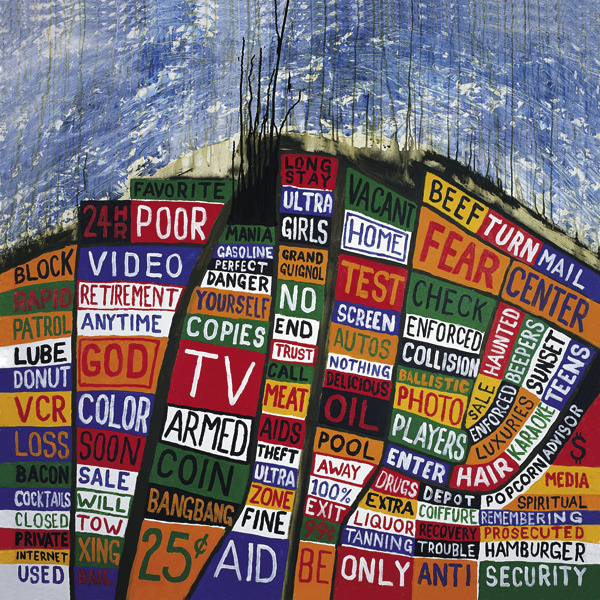 FAVORITE
24HR
POOR
BLOCK
RAPID
PATROL
LUBE
DONUT
VCR
LOSS
BACON
COCKTAILS
CLOSED
PRIVATE
INTERNET
USED
VIDEO
RETIREMENT
ANYTIME
GOD
COLOR
SOON
SALE
WILL
TOW
XING
RAIL
MANIA
GASOLINE
PERFECT
DANGER
YOURSELF
COPIES
TV
ARMED
COIN
BANGBANG
25¢
LONG
STAY
ULTRA
GIRLS
GRAND
GUIGNOL
NO
END
TRUST
CALL
MEAT
AIDS
THEFT
ULTRA
ZONE
FINE
AID
VACANT
HOME
TEST
SCREEN
AUTOS
NOTHING
DELICIOUS
OIL
POOL
AWAY
100%
EXIT
99¢
BE
BEEF
TURN
MAIL
FEAR
CENTER
CHECK
ENFORCED
COLLISION
BALLISTIC
PHOTO
PLAYERS
ENTER
DRUGS
EXTRA
LIQUOR
TANNING
ONLY
HAUNTED
SALE
BEEPERS
ENFORCED
LUXURIES
SUNSET
KARAOKE
TEENS
HAIR
POPCORN
ADVISOR
$
DEPOT
COIFFURE
RECOVERY
TROUBLE
ANTI
MEDIA
SPIRITUAL
REMEMBERING
PROSECUTED
HAMBURGER
SECURITY